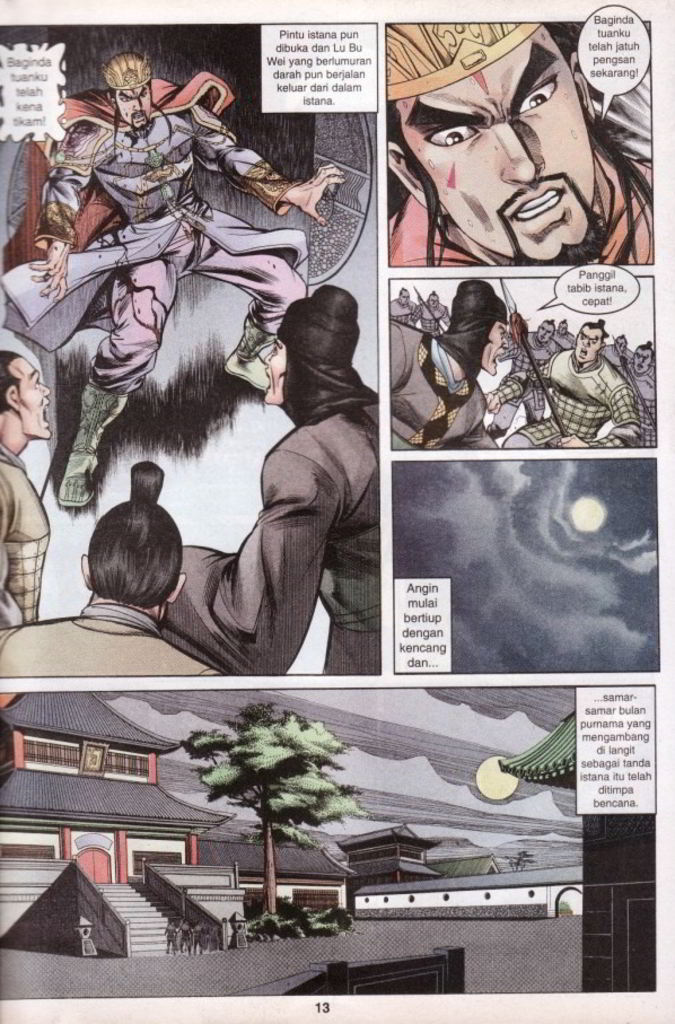 Baginda
tuanku
telah
kena
tikam!
Pintu istana pun
dibuka dan Lu Bu
Wei yang berlumuran
darah pun berjalan
keluar dari dalam
istana.
Baginda
tuanku
telah jatuh
pengsan
sekarang!
Panggil
tabib istana,
cepat!
Angin
mulai
bertiup
dengan
kencang
dan...
...samar-
samar bulan
purnama yang
mengambang
di langit
sebagai tanda
istana itu telah
ditimpa
bencana.
13